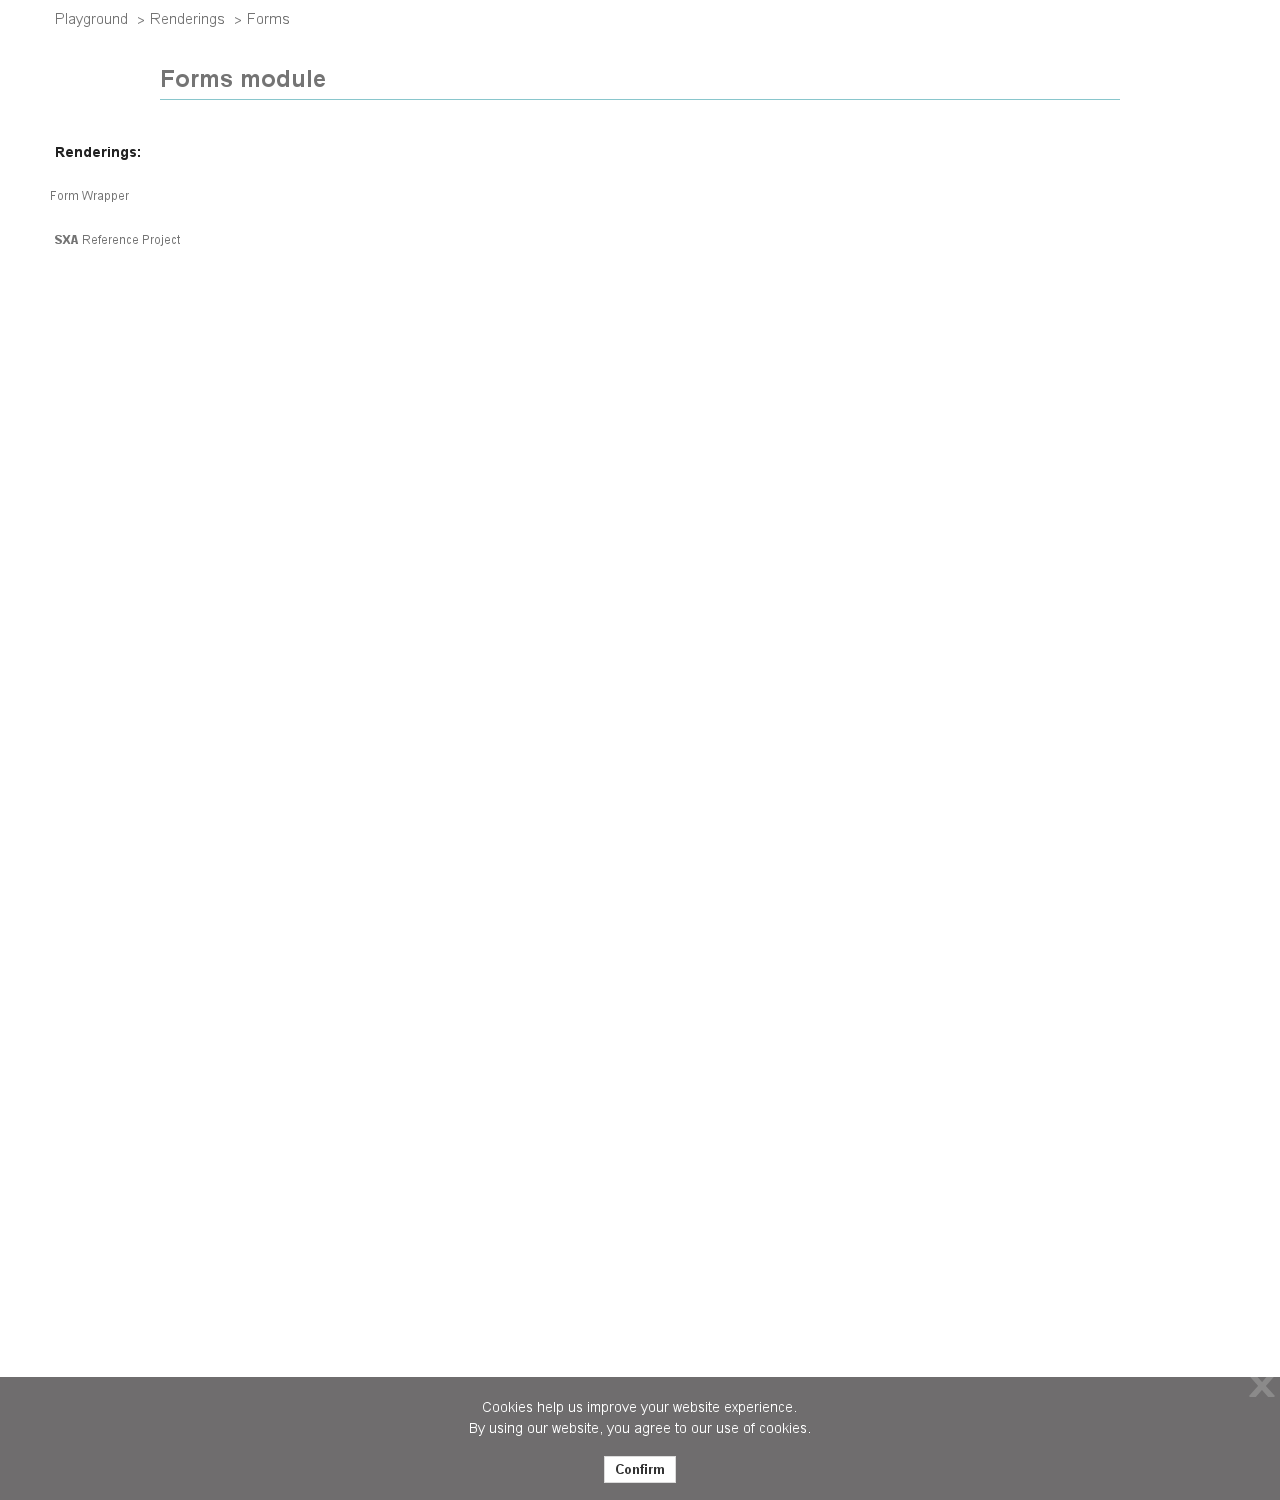 Playground > Renderings > Forms
Forms module
Renderings:
Form Wrapper
SXA Reference Project
X
Cookies help us improve your website experience.
By using our website, you agree to our use of cookies.
Confirm